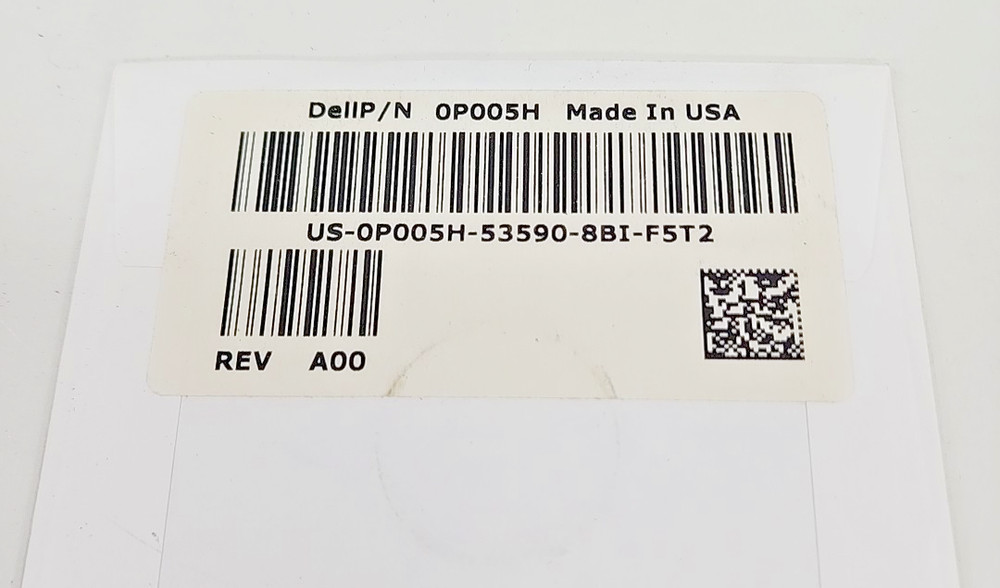 DellP/N 0P005H Made In USA
US-0P005H-53590-8BI-F5T2
REV A00